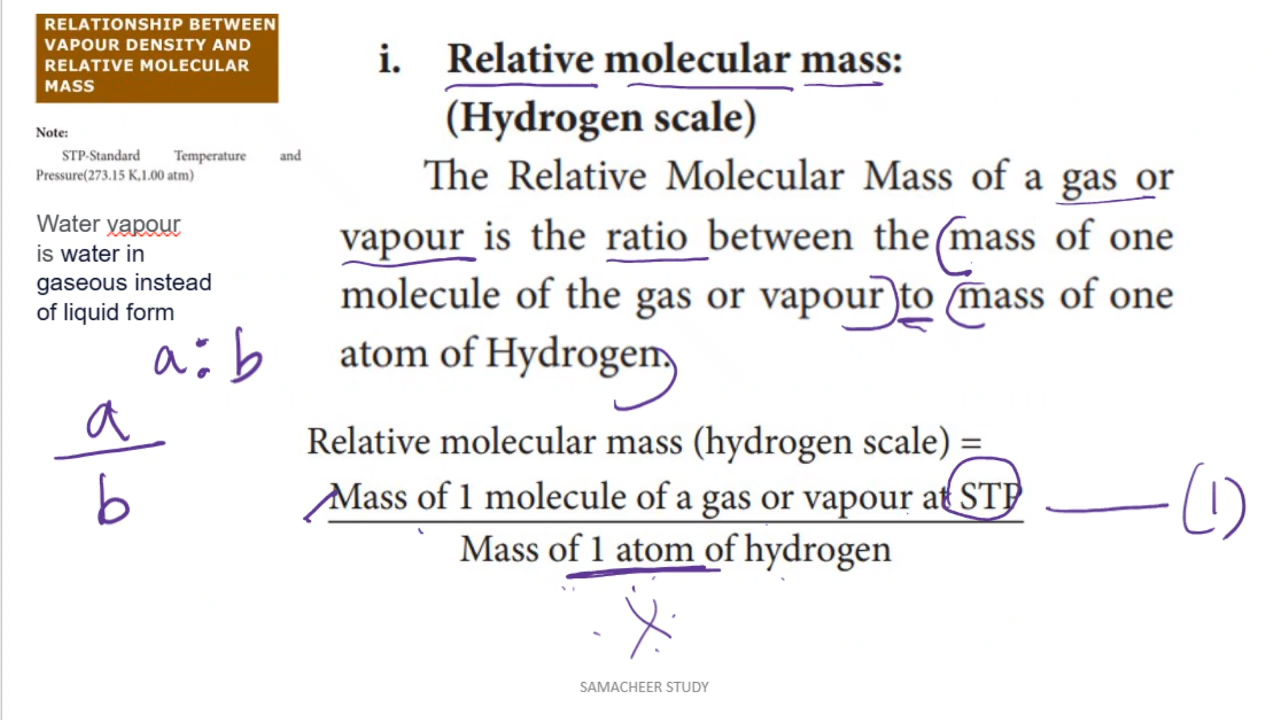 RELATIONSHIP BETWEEN
VAPOUR DENSITY AND
RELATIVE MOLECULAR
MASS
Note:
STP-Standard Temperature and
Pressure(273.15 K,1.00 atm)
Water vapour
is water in
gaseous instead
of liquid form
a:b
a
b
i. Relative molecular mass:
(Hydrogen scale)
The Relative Molecular Mass of a gas or
vapour is the ratio between the mass of one
molecule of the gas or vapour to mass of one
atom of Hydrogen.
Relative molecular mass (hydrogen scale) =
Mass of 1 molecule of a gas or vapour at STP (1)
Mass of 1 atom of hydrogen
SAMACHEER STUDY